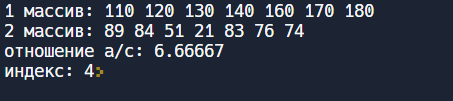 1 массив: 110 120 130 140 160 170 180
2 массив: 89 84 51 21 83 76 74
отношение a/c: 6.66667
индекс: 4>